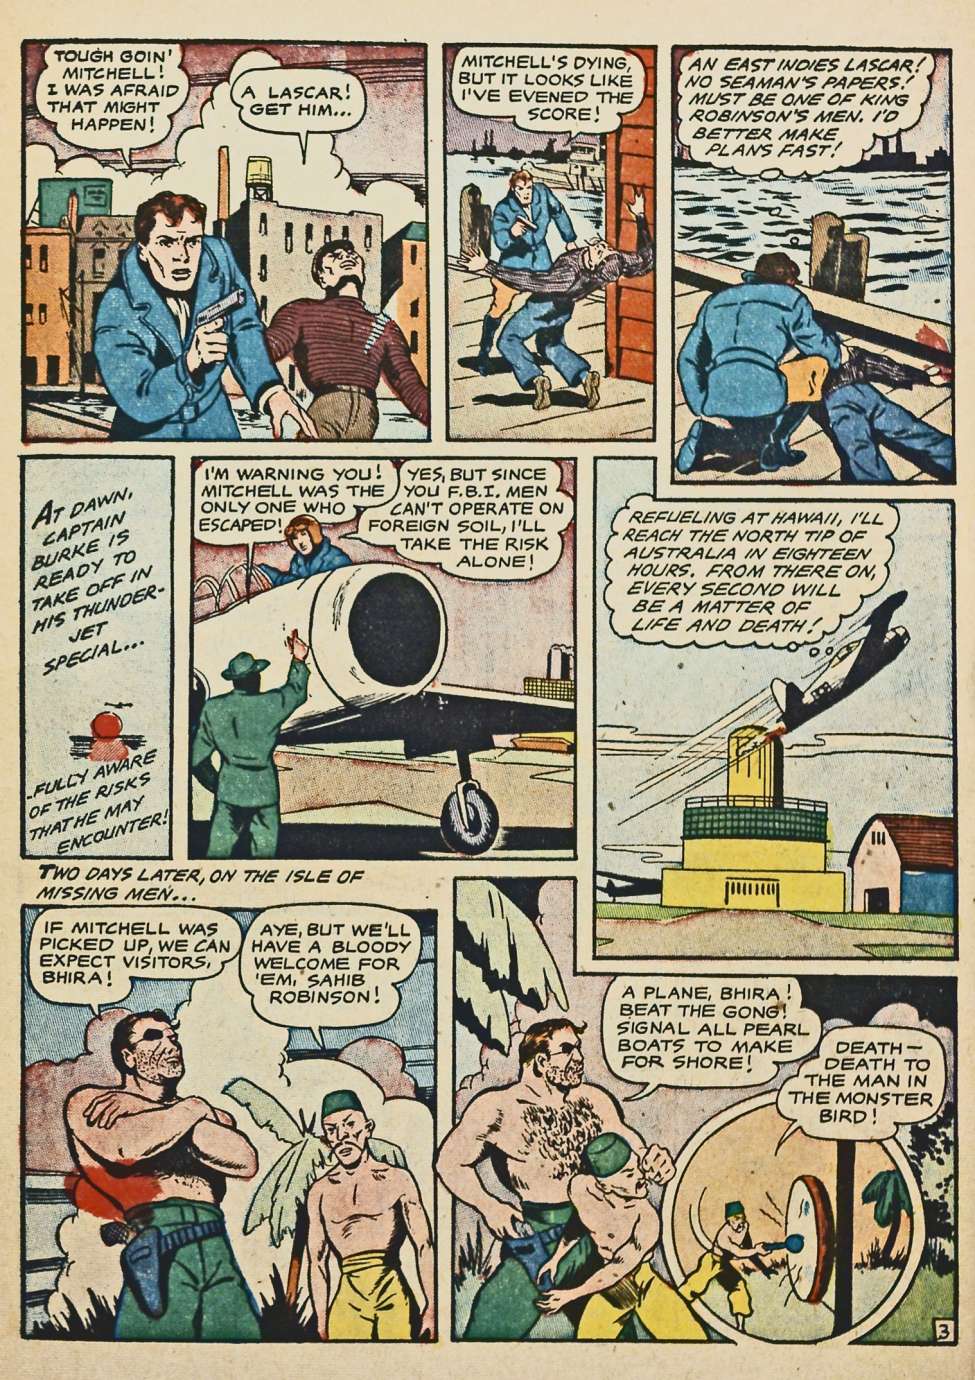 TOUGH GOIN'
MITCHELL!
I WAS AFRAID
THAT MIGHT
HAPPEN!
A LASCAR!
GET HIM...
MITCHELL'S DYING,
BUT IT LOOKS LIKE
I'VE EVENED THE
SCORE!
AN EAST INDIES LASCAR!
NO SEAMAN'S PAPERS!
MUST BE ONE OF KING
ROBINSON'S MEN. I'D
BETTER MAKE
PLANS FAST!
AT DAWN,
CAPTAIN
BURKE IS
READY TO
TAKE OFF IN
HIS THUNDER-
JET
SPECIAL...
..FULLY AWARE
OF THE RISKS
THAT HE MAY
ENCOUNTER!
I'M WARNING YOU!
MITCHELL WAS THE
ONLY ONE WHO
ESCAPED!
YES, BUT SINCE
YOU F.B.I. MEN
CAN'T OPERATE ON
FOREIGN SOIL, I'LL
TAKE THE RISK
ALONE!
REFUELING AT HAWAII, I'LL
REACH THE NORTH TIP OF
AUSTRALIA IN EIGHTEEN
HOURS. FROM THERE ON,
EVERY SECOND WILL
BE A MATTER OF
LIFE AND DEATH!
TWO DAYS LATER, ON THE ISLE OF
MISSING MEN...
IF MITCHELL WAS
PICKED UP, WE CAN
EXPECT VISITORS,
BHIRA!
AYE, BUT WE'LL
HAVE A BLOODY
WELCOME FOR
'EM, SAHIB
ROBINSON!
A PLANE, BHIRA!
BEAT THE GONG!
SIGNAL ALL PEARL
BOATS TO MAKE
FOR SHORE!
DEATH—
DEATH TO
THE MAN IN
THE MONSTER
BIRD!
3